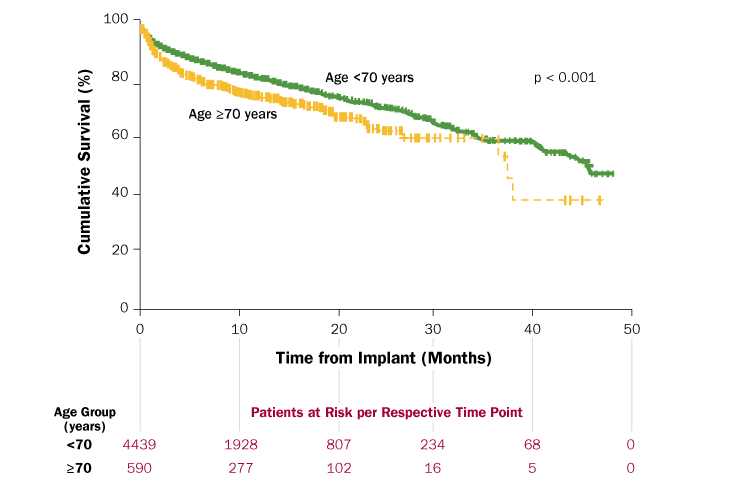 100
80
60
40
20
0
Cumulative Survival (%)
Age <70 years
p < 0.001
Age ≥70 years
0 10 20 30 40 50
Time from Implant (Months)
Age Group
(years)
Patients at Risk per Respective Time Point
<70 4439 1928 807 234 68 0
≥70 590 277 102 16 5 0